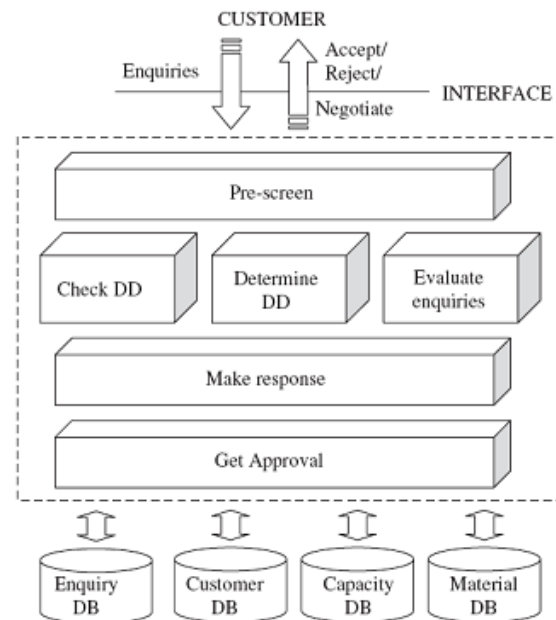 CUSTOMER
Enquiries
Accept/
Reject/
Negotiate
INTERFACE
Pre-screen
Check DD
Determine
DD
Evaluate
enquiries
Make response
Get Approval
Enquiry
DB
Customer
DB
Capacity
DB
Material
DB